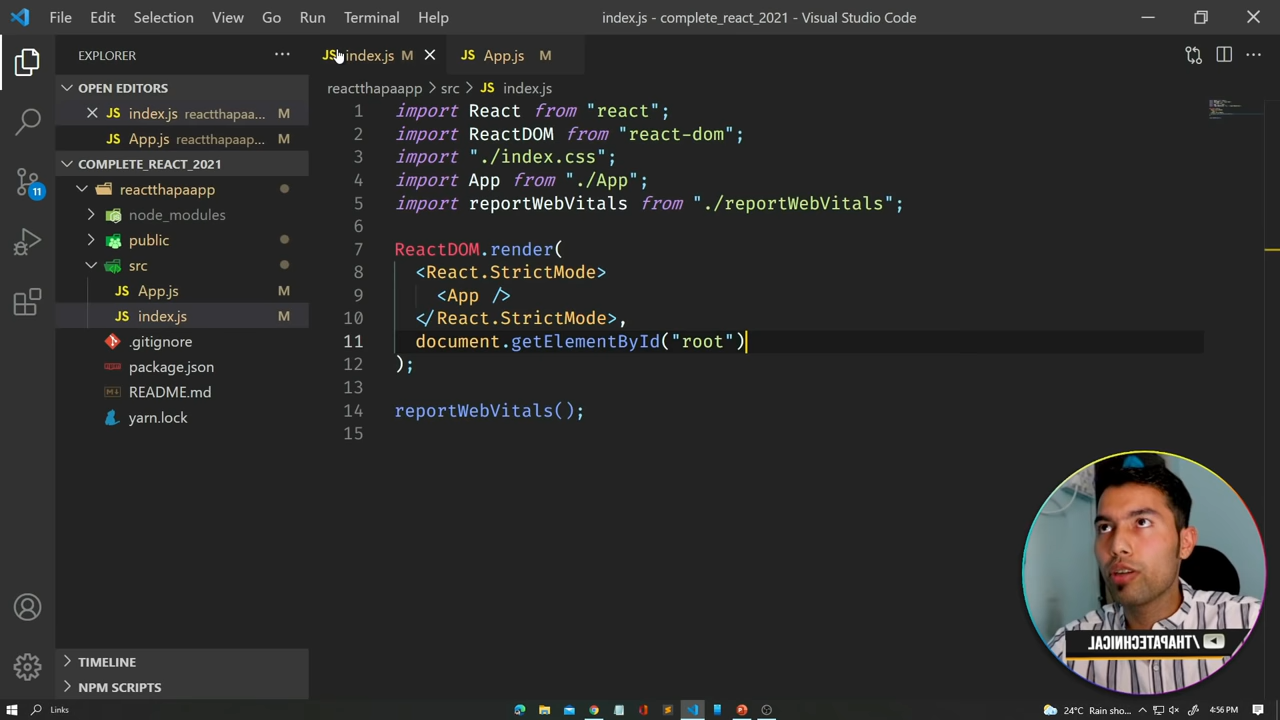 File Edit Selection View Go Run Terminal Help
index.js - complete_react_2021 - Visual Studio Code
EXPLORER
OPEN EDITORS
JS index.js reactthapaa... M
JS App.js reactthapaap... M
COMPLETE_REACT_2021
reactthapaapp
node_modules
public
src
JS App.js M
JS index.js M
.gitignore
package.json
README.md
yarn.lock
TIMELINE
NPM SCRIPTS
11
JS index.js M
JS App.js M
reactthapaapp > src > JS index.js
1 import React from "react";
2 import ReactDOM from "react-dom";
3 import "./index.css";
4 import App from "./App";
5 import reportWebVitals from "./reportWebVitals";
6
7 ReactDOM.render(
8 <React.StrictMode>
9 <App />
10 </React.StrictMode>,
11 document.getElementById("root")
12 );
13
14 reportWebVitals();
15
/THAPATECHNICAL
Links
24°C Rain sho...
4:56 PM